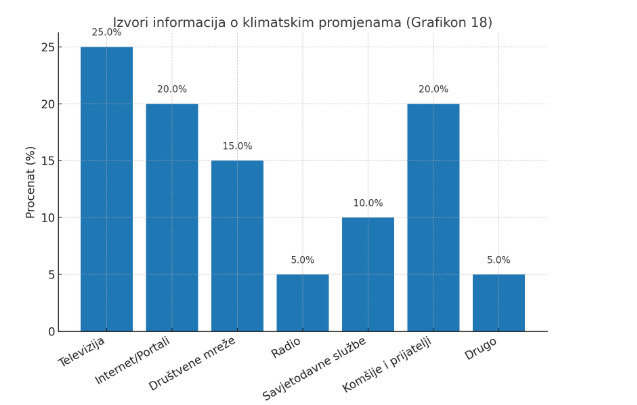 Izvori informacija o klimatskim promjenama (Grafikon 18)
Procenat (%)
25
20
15
10
5
0
25.0%
20.0%
15.0%
5.0%
10.0%
20.0%
5.0%
Televizija
Internet/Portali
Društvene mreže
Radio
Savjetodavne službe
Komšije i prijatelji
Drugo